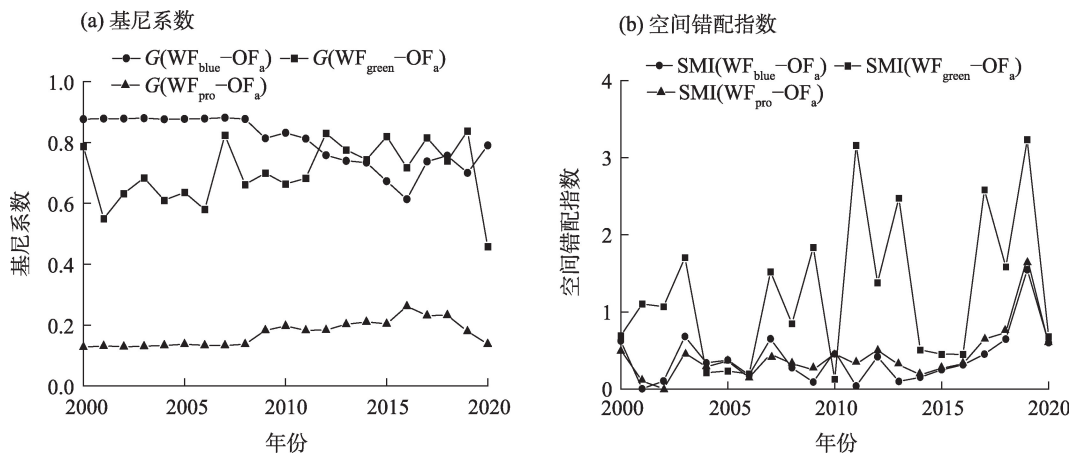 (a) 基尼系数
G(WFblue−OFa) G(WFgreen−OFa)
G(WFpro−OFa)
1.0
0.8
0.6
0.4
0.2
0.0
基尼系数
2000 2005 2010 2015 2020
年份
(b) 空间错配指数
SMI(WFblue−OFa) SMI(WFgreen−OFa)
SMI(WFpro−OFa)
4
3
2
1
0
空间错配指数
2000 2005 2010 2015 2020
年份